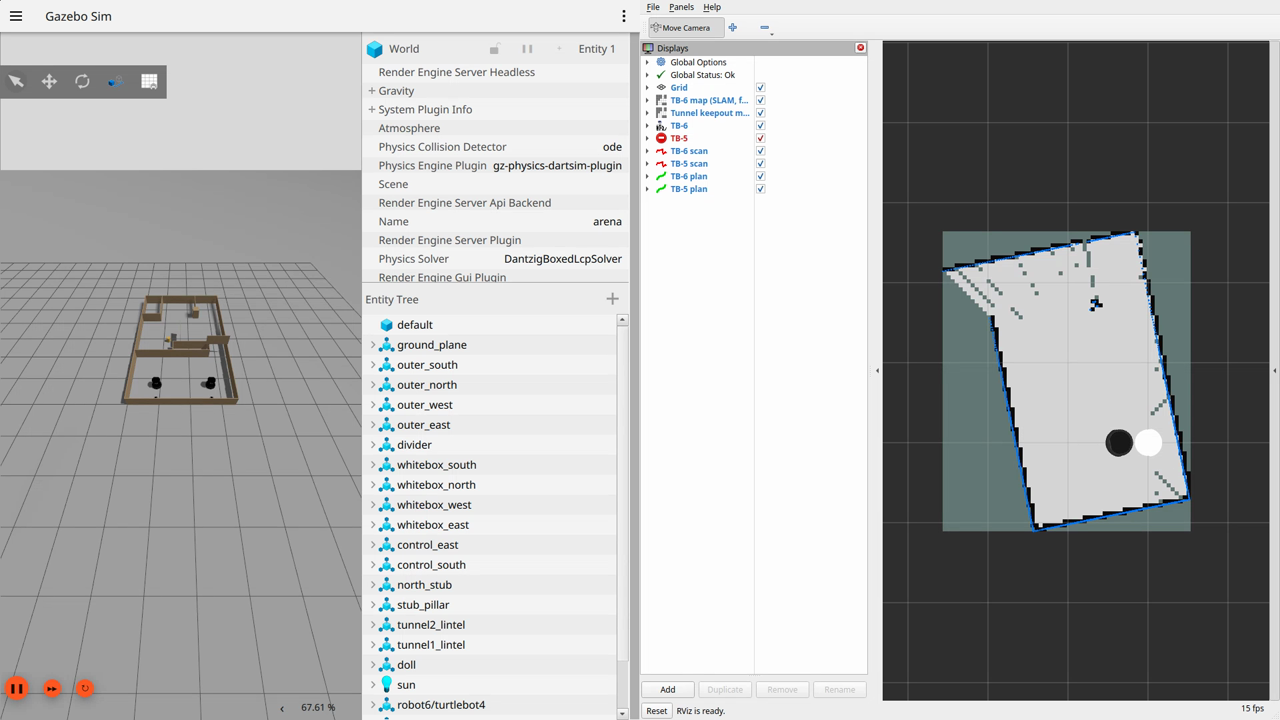 Gazebo Sim
World
Entity 1
Render Engine Server Headless
Gravity
System Plugin Info
Atmosphere
Physics Collision Detector ode
Physics Engine Plugin gz-physics-dartsim-plugin
Scene
Render Engine Server Api Backend
Name arena
Render Engine Server Plugin
Physics Solver DantzigBoxedLcpSolver
Render Engine Gui Plugin
Entity Tree
default
ground_plane
outer_south
outer_north
outer_west
outer_east
divider
whitebox_south
whitebox_north
whitebox_west
whitebox_east
control_east
control_south
north_stub
stub_pillar
tunnel2_lintel
tunnel1_lintel
doll
sun
robot6/turtlebot4
67.61 %
File Panels Help
Move Camera
Displays
Global Options
Global Status: Ok
Grid
TB-6 map (SLAM, f...
Tunnel keepout m...
TB-6
TB-5
TB-6 scan
TB-5 scan
TB-6 plan
TB-5 plan
Add Duplicate Remove Rename
Reset RViz is ready.
15 fps